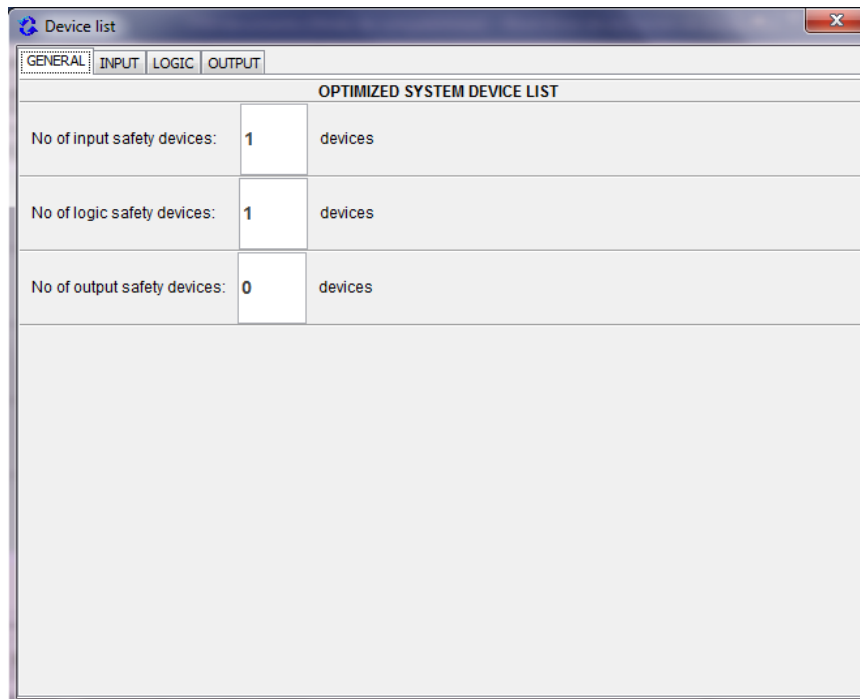 Device list
GENERAL INPUT LOGIC OUTPUT
OPTIMIZED SYSTEM DEVICE LIST
No of input safety devices: 1 devices
No of logic safety devices: 1 devices
No of output safety devices: 0 devices